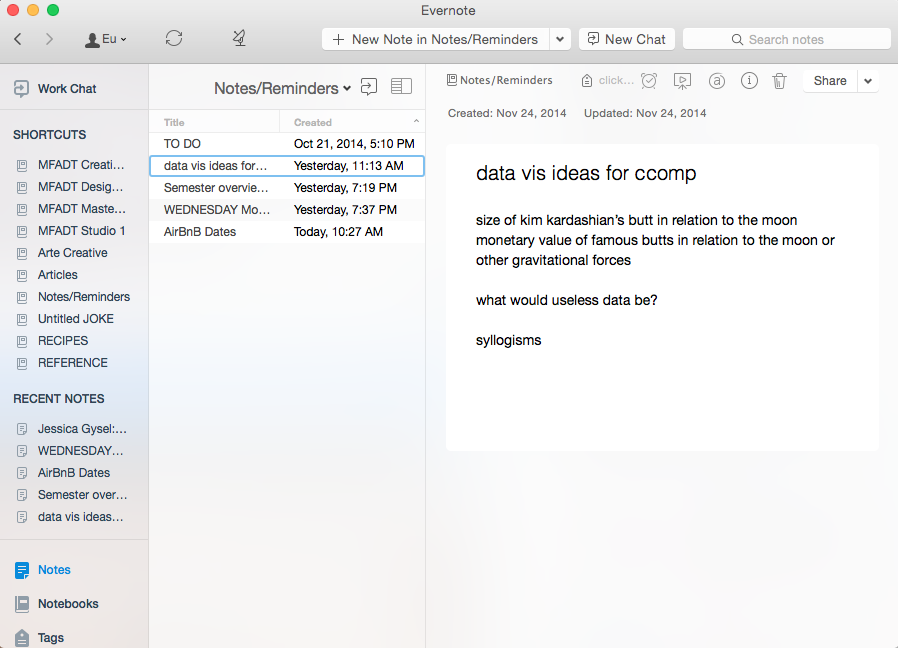 Evernote
Eu
New Note in Notes/Reminders
New Chat
Search notes
Work Chat
SHORTCUTS
MFADT Creati...
MFADT Desig...
MFADT Maste...
MFADT Studio 1
Arte Creative
Articles
Notes/Reminders
Untitled JOKE
RECIPES
REFERENCE
RECENT NOTES
Jessica Gysel:...
WEDNESDAY...
AirBnB Dates
Semester over...
data vis ideas...
Notes
Notebooks
Tags
Notes/Reminders
Title Created
TO DO Oct 21, 2014, 5:10 PM
data vis ideas for... Yesterday, 11:13 AM
Semester overvie... Yesterday, 7:19 PM
WEDNESDAY Mo... Yesterday, 7:37 PM
AirBnB Dates Today, 10:27 AM
Notes/Reminders click... Share
Created: Nov 24, 2014 Updated: Nov 24, 2014
data vis ideas for ccomp
size of kim kardashian's butt in relation to the moon
monetary value of famous butts in relation to the moon or
other gravitational forces
what would useless data be?
syllogisms